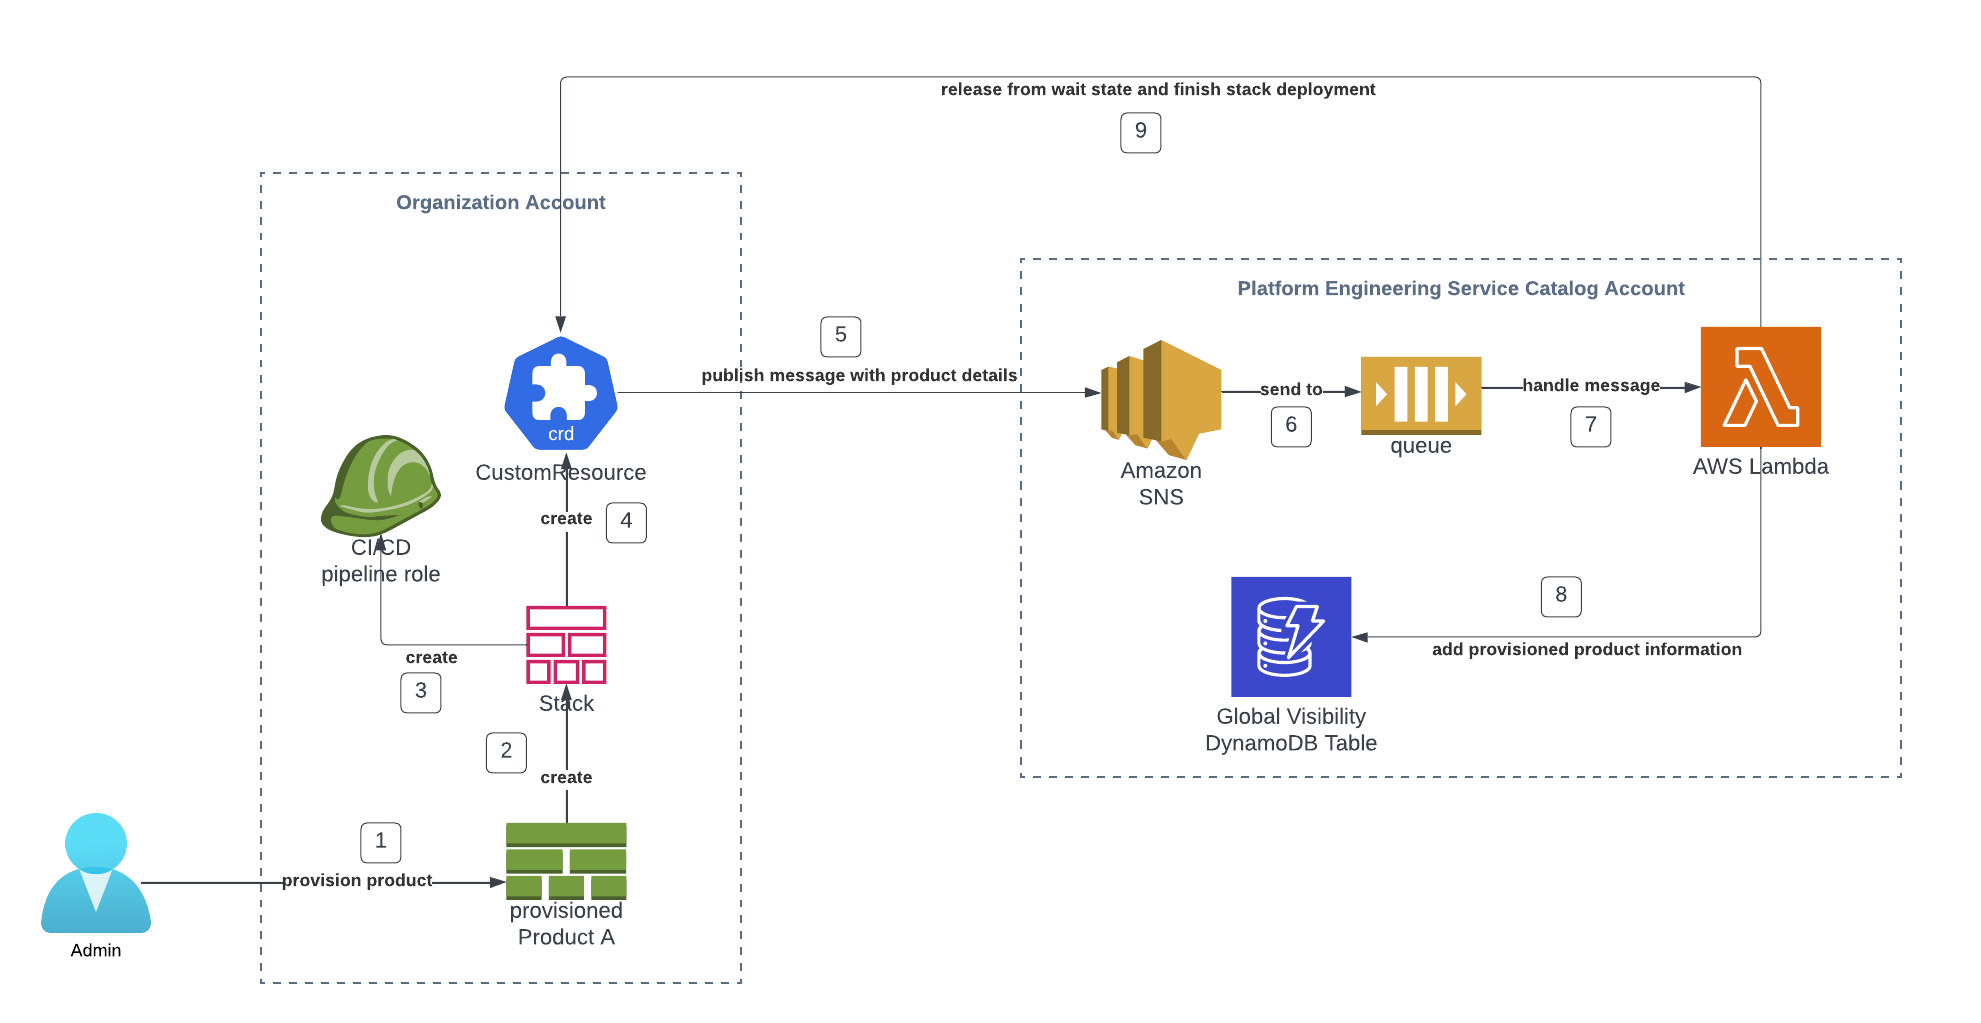 release from wait state and finish stack deployment
9
Organization Account
Platform Engineering Service Catalog Account
5
publish message with product details
crd
CustomResource
send to
6
queue
handle message
7
Amazon
SNS
AWS Lambda
create
4
CI/CD
pipeline role
create
3
Stack
2
create
8
add provisioned product information
Global Visibility
DynamoDB Table
1
provision product
provisioned
Product A
Admin